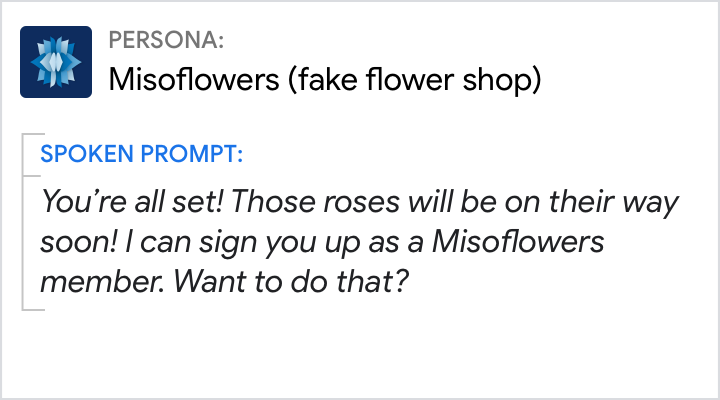 PERSONA:
Misoflowers (fake flower shop)
SPOKEN PROMPT:
You’re all set! Those roses will be on their way
soon! I can sign you up as a Misoflowers
member. Want to do that?